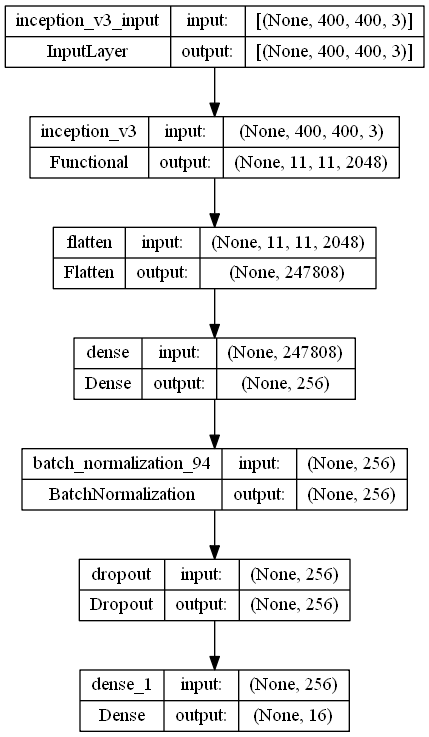 inception_v3_input input: [(None, 400, 400, 3)]
InputLayer output: [(None, 400, 400, 3)]
inception_v3 input: (None, 400, 400, 3)
Functional output: (None, 11, 11, 2048)
flatten input: (None, 11, 11, 2048)
Flatten output: (None, 247808)
dense input: (None, 247808)
Dense output: (None, 256)
batch_normalization_94 input: (None, 256)
BatchNormalization output: (None, 256)
dropout input: (None, 256)
Dropout output: (None, 256)
dense_1 input: (None, 256)
Dense output: (None, 16)